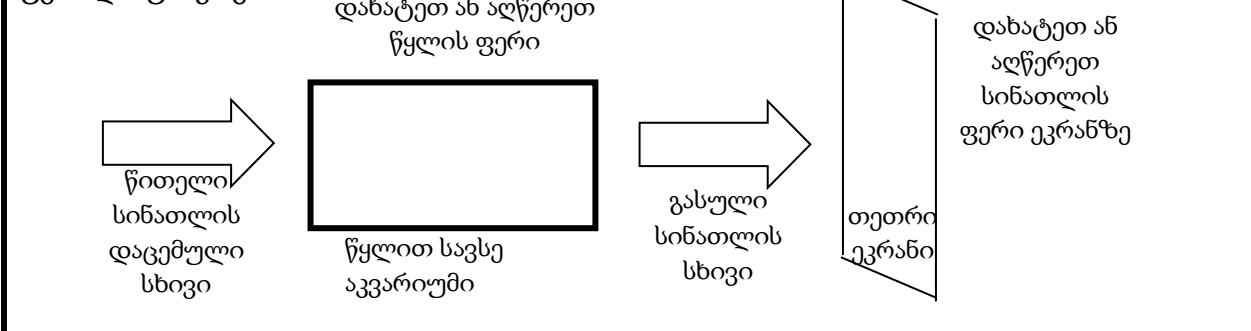 დახატეთ ან აღწერეთ
წყლის ფერი
დახატეთ ან
აღწერეთ
სინათლის
ფერი ეკრანზე
წითელი
სინათლის
დაცემული
სხივი
წყლით სავსე
აკვარიუმი
გასული
სინათლის
სხივი
თეთრი
ეკრანი